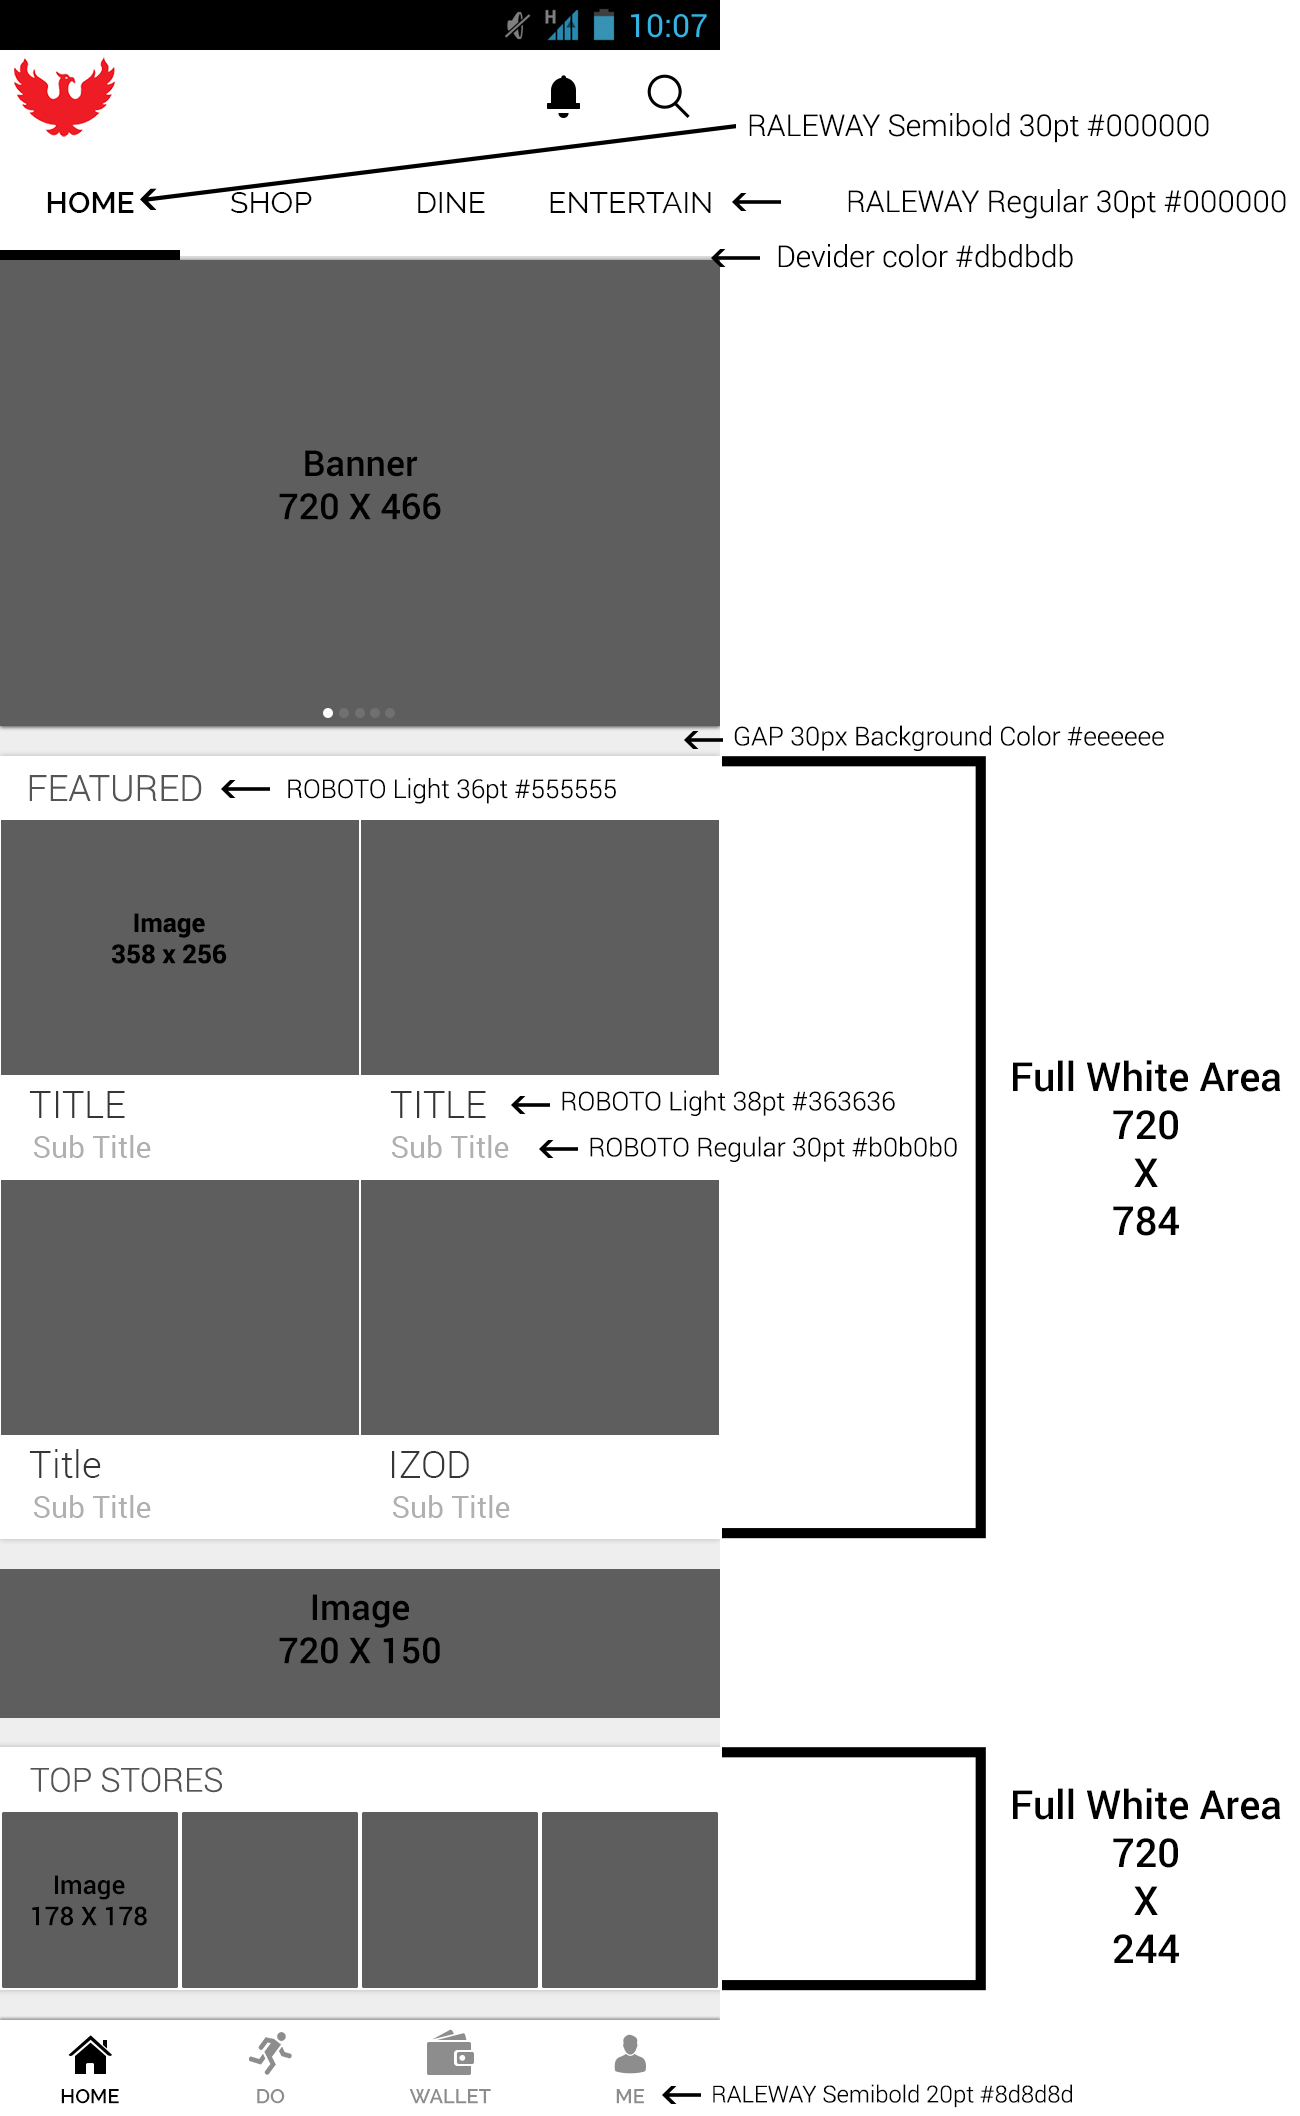 H 10:07
RALEWAY Semibold 30pt #000000
HOME SHOP DINE ENTERTAIN RALEWAY Regular 30pt #000000
Devider color #dbdbdb
Banner
720 X 466
GAP 30px Background Color #eeeeee
FEATURED ROBOTO Light 36pt #555555
Image
358 x 256
Full White Area
720
X
784
TITLE TITLE ROBOTO Light 38pt #363636
Sub Title Sub Title ROBOTO Regular 30pt #b0b0b0
Title IZOD
Sub Title Sub Title
Image
720 X 150
TOP STORES
Full White Area
720
X
244
Image
178 X 178
HOME DO WALLET ME RALEWAY Semibold 20pt #8d8d8d